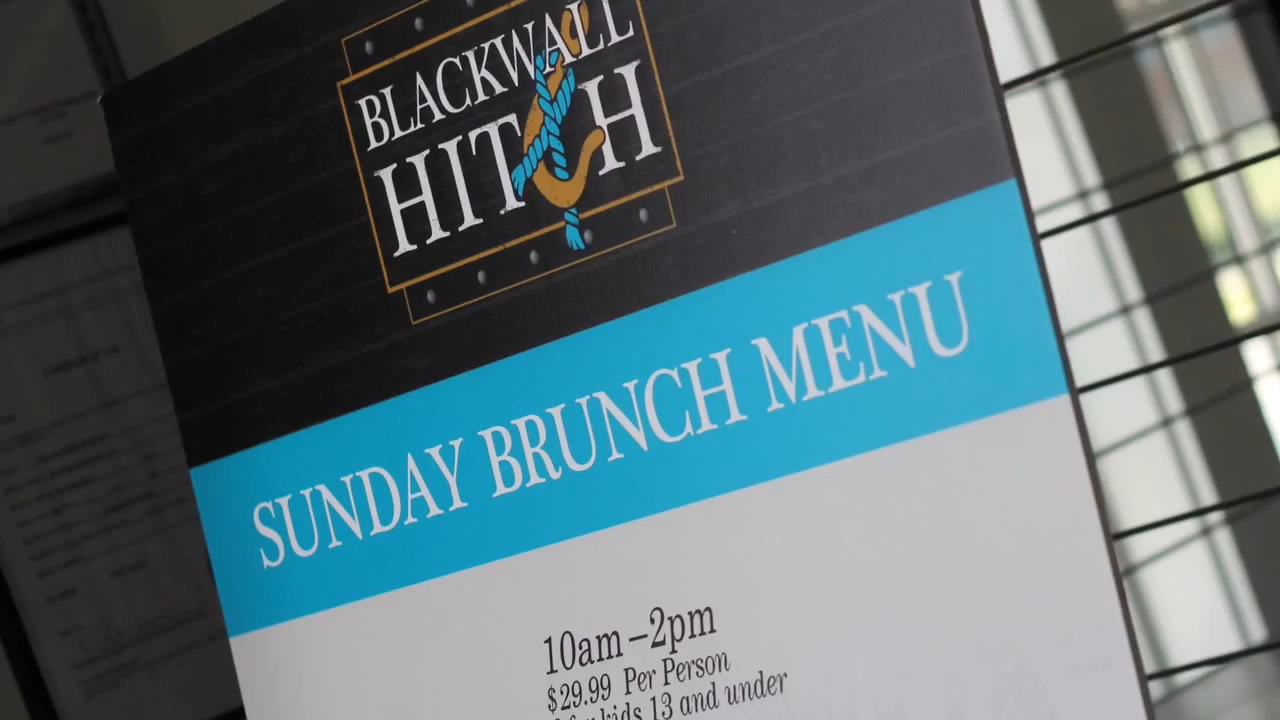 BLACKWALL
HITCH
SUNDAY BRUNCH MENU
10am–2pm
$29.99 Per Person
kids 13 and under